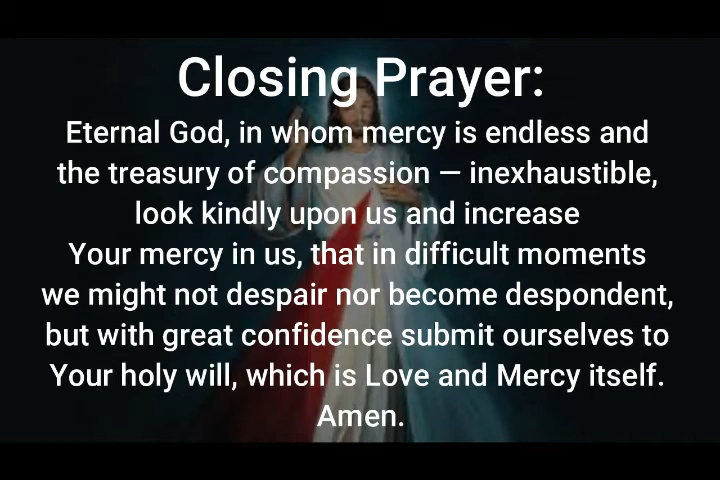 Closing Prayer:
Eternal God, in whom mercy is endless and
the treasury of compassion — inexhaustible,
look kindly upon us and increase
Your mercy in us, that in difficult moments
we might not despair nor become despondent,
but with great confidence submit ourselves to
Your holy will, which is Love and Mercy itself.
Amen.